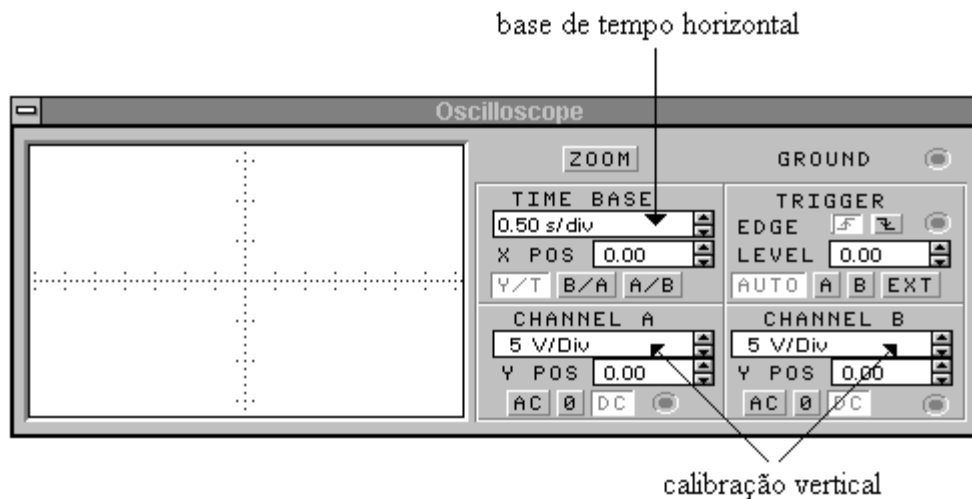 base de tempo horizontal
Oscilloscope
ZOOM
GROUND
TIME BASE
0.50 s/div
X POS 0.00
Y/T B/A A/B
TRIGGER
EDGE
LEVEL 0.00
AUTO A B EXT
CHANNEL A
5 V/Div
Y POS 0.00
AC 0 DC
CHANNEL B
5 V/Div
Y POS 0.00
AC 0 DC
calibração vertical